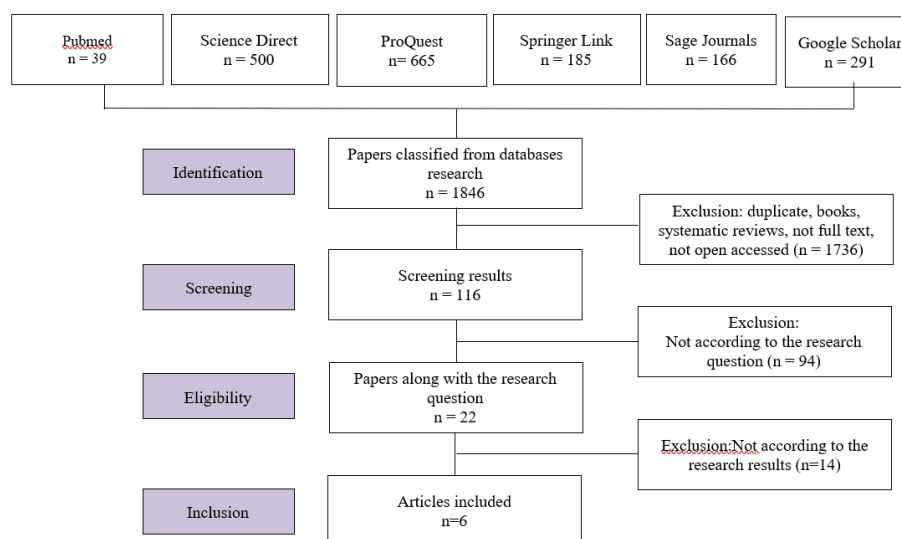 Pubmed
n = 39
Science Direct
n = 500
ProQuest
n= 665
Springer Link
n = 185
Sage Journals
n = 166
Google Scholar
n = 291
Identification
Papers classified from databases
research
n = 1846
Exclusion: duplicate, books,
systematic reviews, not full text,
not open accessed (n = 1736)
Screening
Screening results
n = 116
Exclusion:
Not according to the research
question (n = 94)
Eligibility
Papers along with the research
question
n = 22
Exclusion:Not according to the
research results (n=14)
Inclusion
Articles included
n=6